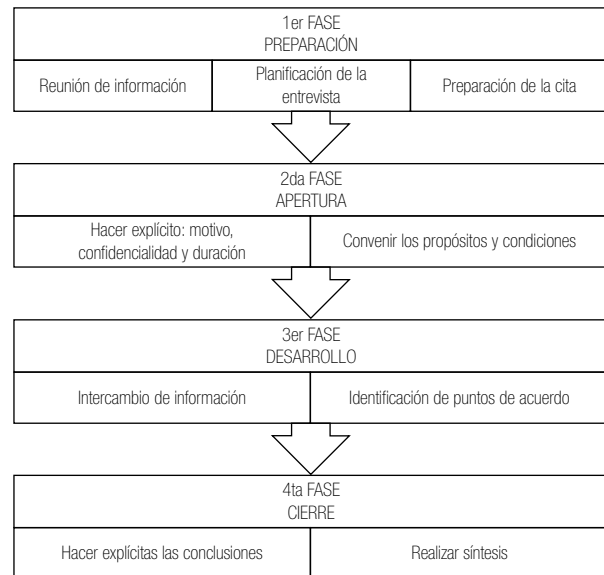 1er FASE
PREPARACIÓN
Reunión de información
Planificación de la
entrevista
Preparación de la cita
2da FASE
APERTURA
Hacer explícito: motivo,
confidencialidad y duración
Convenir los propósitos y condiciones
3er FASE
DESARROLLO
Intercambio de información
Identificación de puntos de acuerdo
4ta FASE
CIERRE
Hacer explícitas las conclusiones
Realizar síntesis